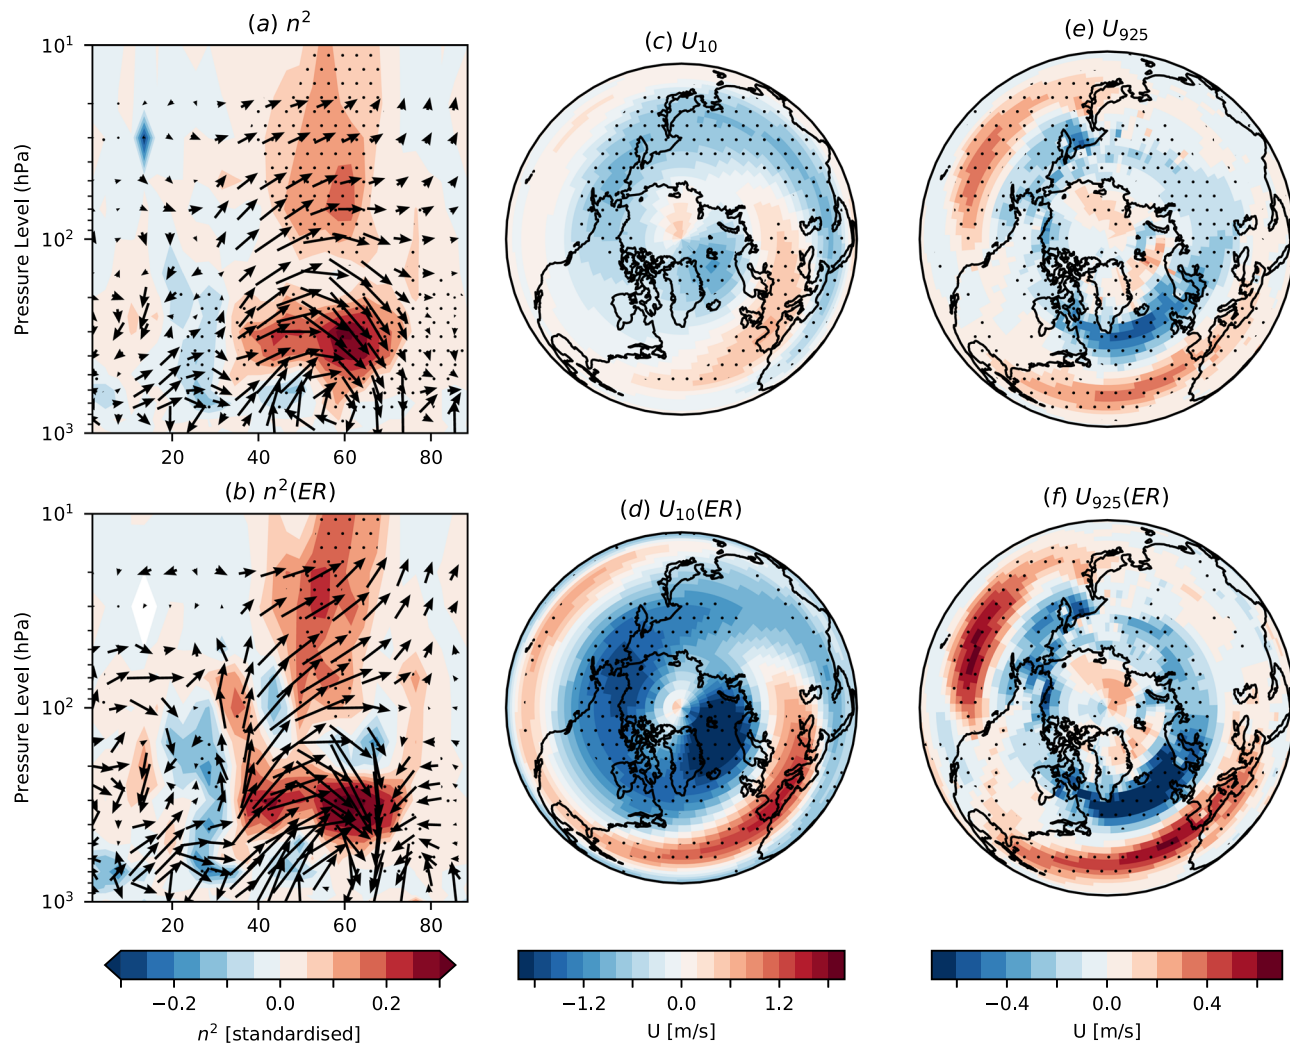 (a) n²
(c) U₁₀
(e) U₉₂₅
Pressure Level (hPa)
10¹
10²
10³
20 40 60 80
(b) n²(ER)
(d) U₁₀(ER)
(f) U₉₂₅(ER)
Pressure Level (hPa)
10¹
10²
10³
20 40 60 80
−0.2 0.0 0.2
n² [standardised]
−1.2 0.0 1.2
U [m/s]
−0.4 0.0 0.4
U [m/s]